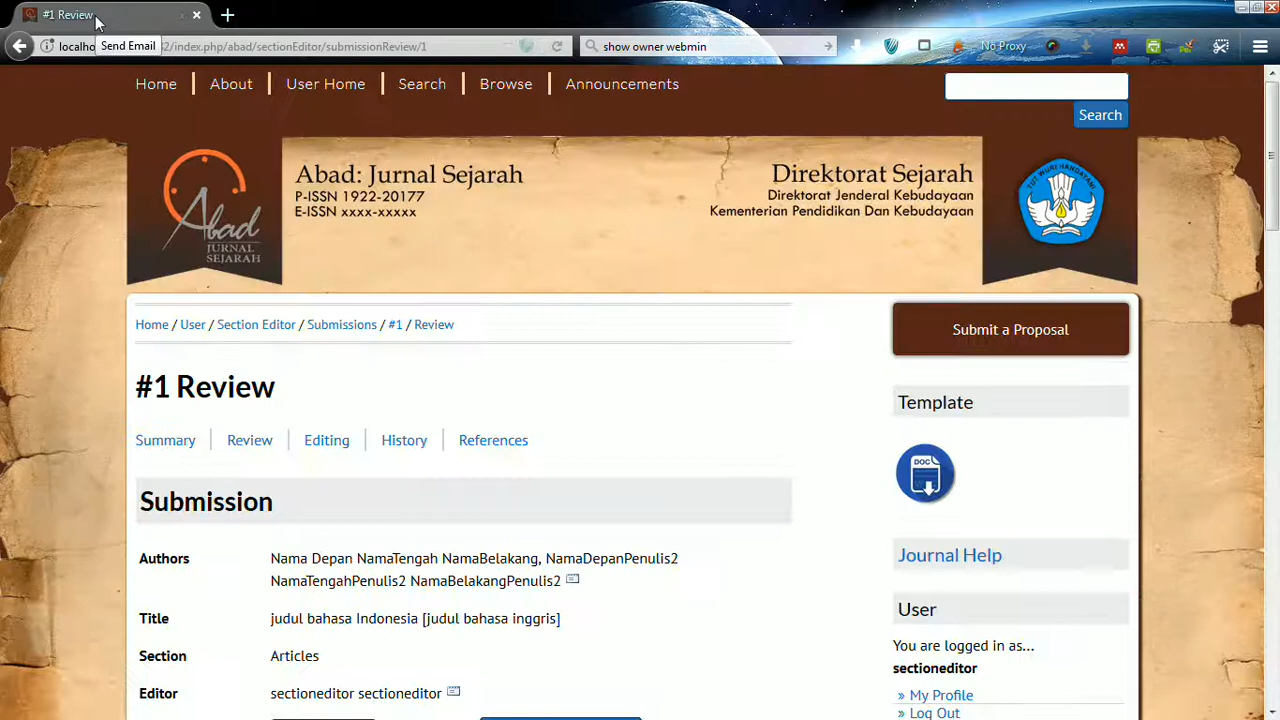 #1 Review
Send Email
localho
2/index.php/abad/sectionEditor/submissionReview/1
show owner webmin
No Proxy
Home
About
User Home
Search
Browse
Announcements
Search
Abad
JURNAL
SEJARAH
Abad: Jurnal Sejarah
P-ISSN 1922-20177
E-ISSN xxxx-xxxxx
Direktorat Sejarah
Direktorat Jenderal Kebudayaan
Kementerian Pendidikan Dan Kebudayaan
TUT WURI HANDAYANI
Home / User / Section Editor / Submissions / #1 / Review
#1 Review
Summary
Review
Editing
History
References
Submission
Authors
Nama Depan NamaTengah NamaBelakang, NamaDepanPenulis2
NamaTengahPenulis2 NamaBelakangPenulis2
Title
judul bahasa Indonesia [judul bahasa inggris]
Section
Articles
Editor
sectioneditor sectioneditor
Submit a Proposal
Template
DOC
Journal Help
User
You are logged in as...
sectioneditor
» My Profile
» Log Out